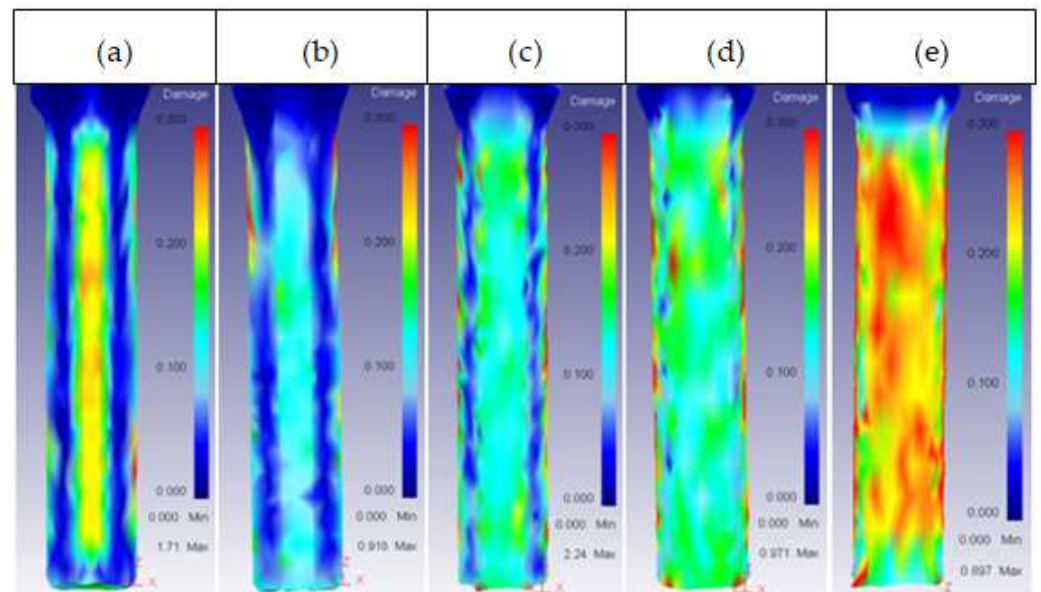 (a) (b) (c) (d) (e)
Damage Damage Damage Damage Damage
0.300 0.300 0.300 0.300 0.300
0.200 0.200 0.200 0.200 0.200
0.100 0.100 0.100 0.100 0.100
0.000 0.000 0.000 0.000 0.000
0.000 Min 0.000 Min 0.000 Min 0.000 Min 0.000 Min
1.71 Max 0.918 Max 2.24 Max 0.971 Max 0.897 Max
Z Z Z
X X X X